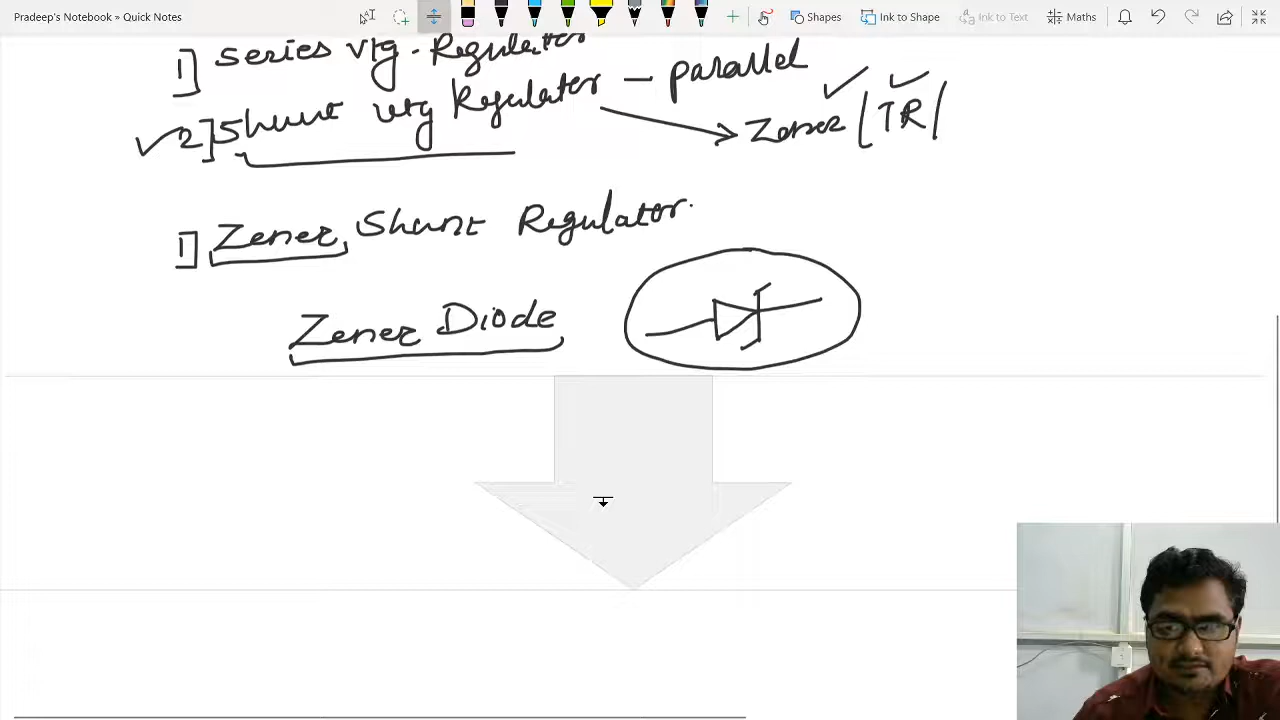 Pradeep's Notebook » Quick Notes
Shapes
Ink to Shape
Ink to Text
Maths
1] Series Vtg. Regulator
2] Shunt Vtg Regulator — parallel
Zener / TR /
1] Zener Shunt Regulator.
Zener Diode